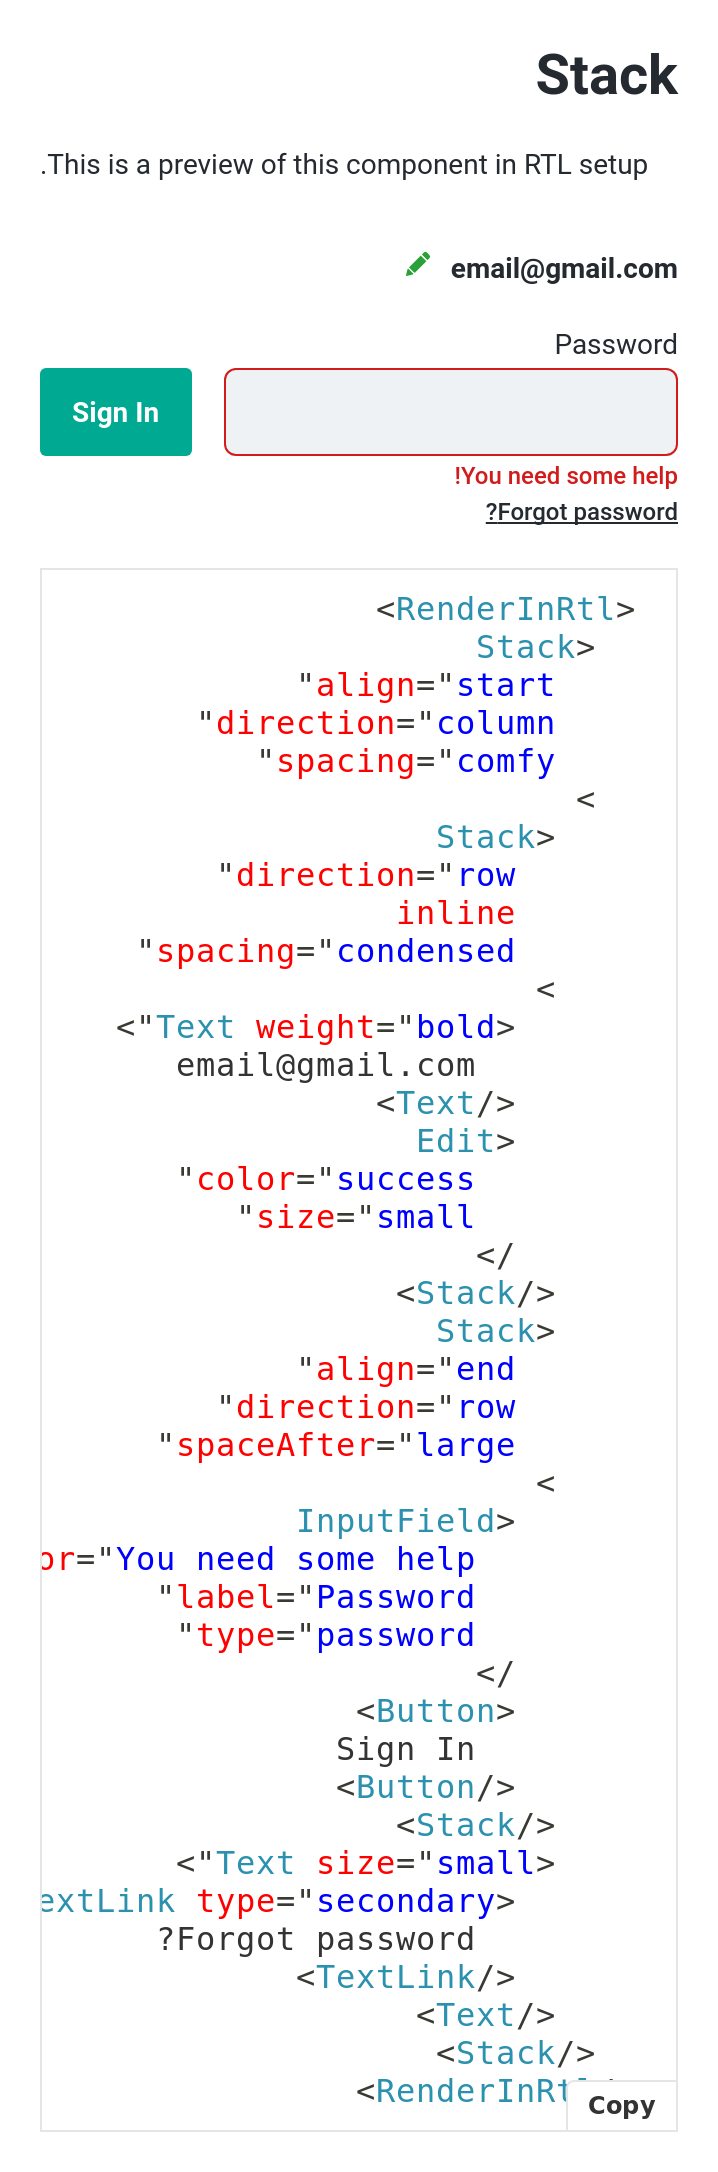 Stack
.This is a preview of this component in RTL setup
email@gmail.com
Password
Sign In
!You need some help
?Forgot password
<RenderInRtl>
Stack>
"align="start
"direction="column
"spacing="comfy
<
Stack>
"direction="row
inline
"spacing="condensed
<
<"Text weight="bold>
email@gmail.com
<Text/>
Edit>
"color="success
"size="small
</
<Stack/>
Stack>
"align="end
"direction="row
"spaceAfter="large
<
InputField>
or="You need some help
"label="Password
"type="password
</
<Button>
Sign In
<Button/>
<Stack/>
<"Text size="small>
extLink type="secondary>
?Forgot password
<TextLink/>
<Text/>
<Stack/>
<RenderInRtl
Copy